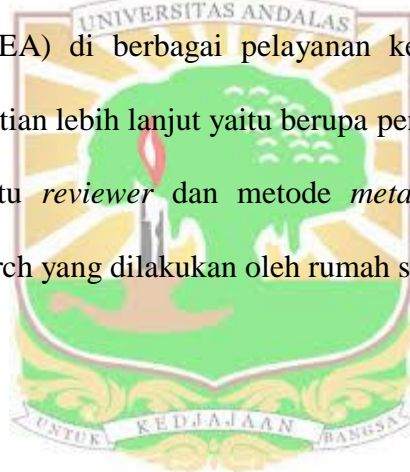 UNIVERSITAS ANDALAS
EA) di berbagai pelayanan ke
tian lebih lanjut yaitu berupa per
tu reviewer dan metode meta
rch yang dilakukan oleh rumah s
UNTUK KEDJAJAAN BANGSA